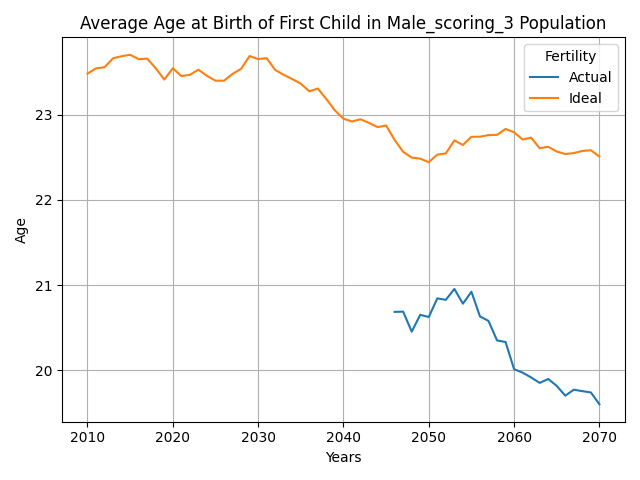 Average Age at Birth of First Child in Male_scoring_3 Population
Fertility
Actual
Ideal
23
22
21
20
Age
2010 2020 2030 2040 2050 2060 2070
Years